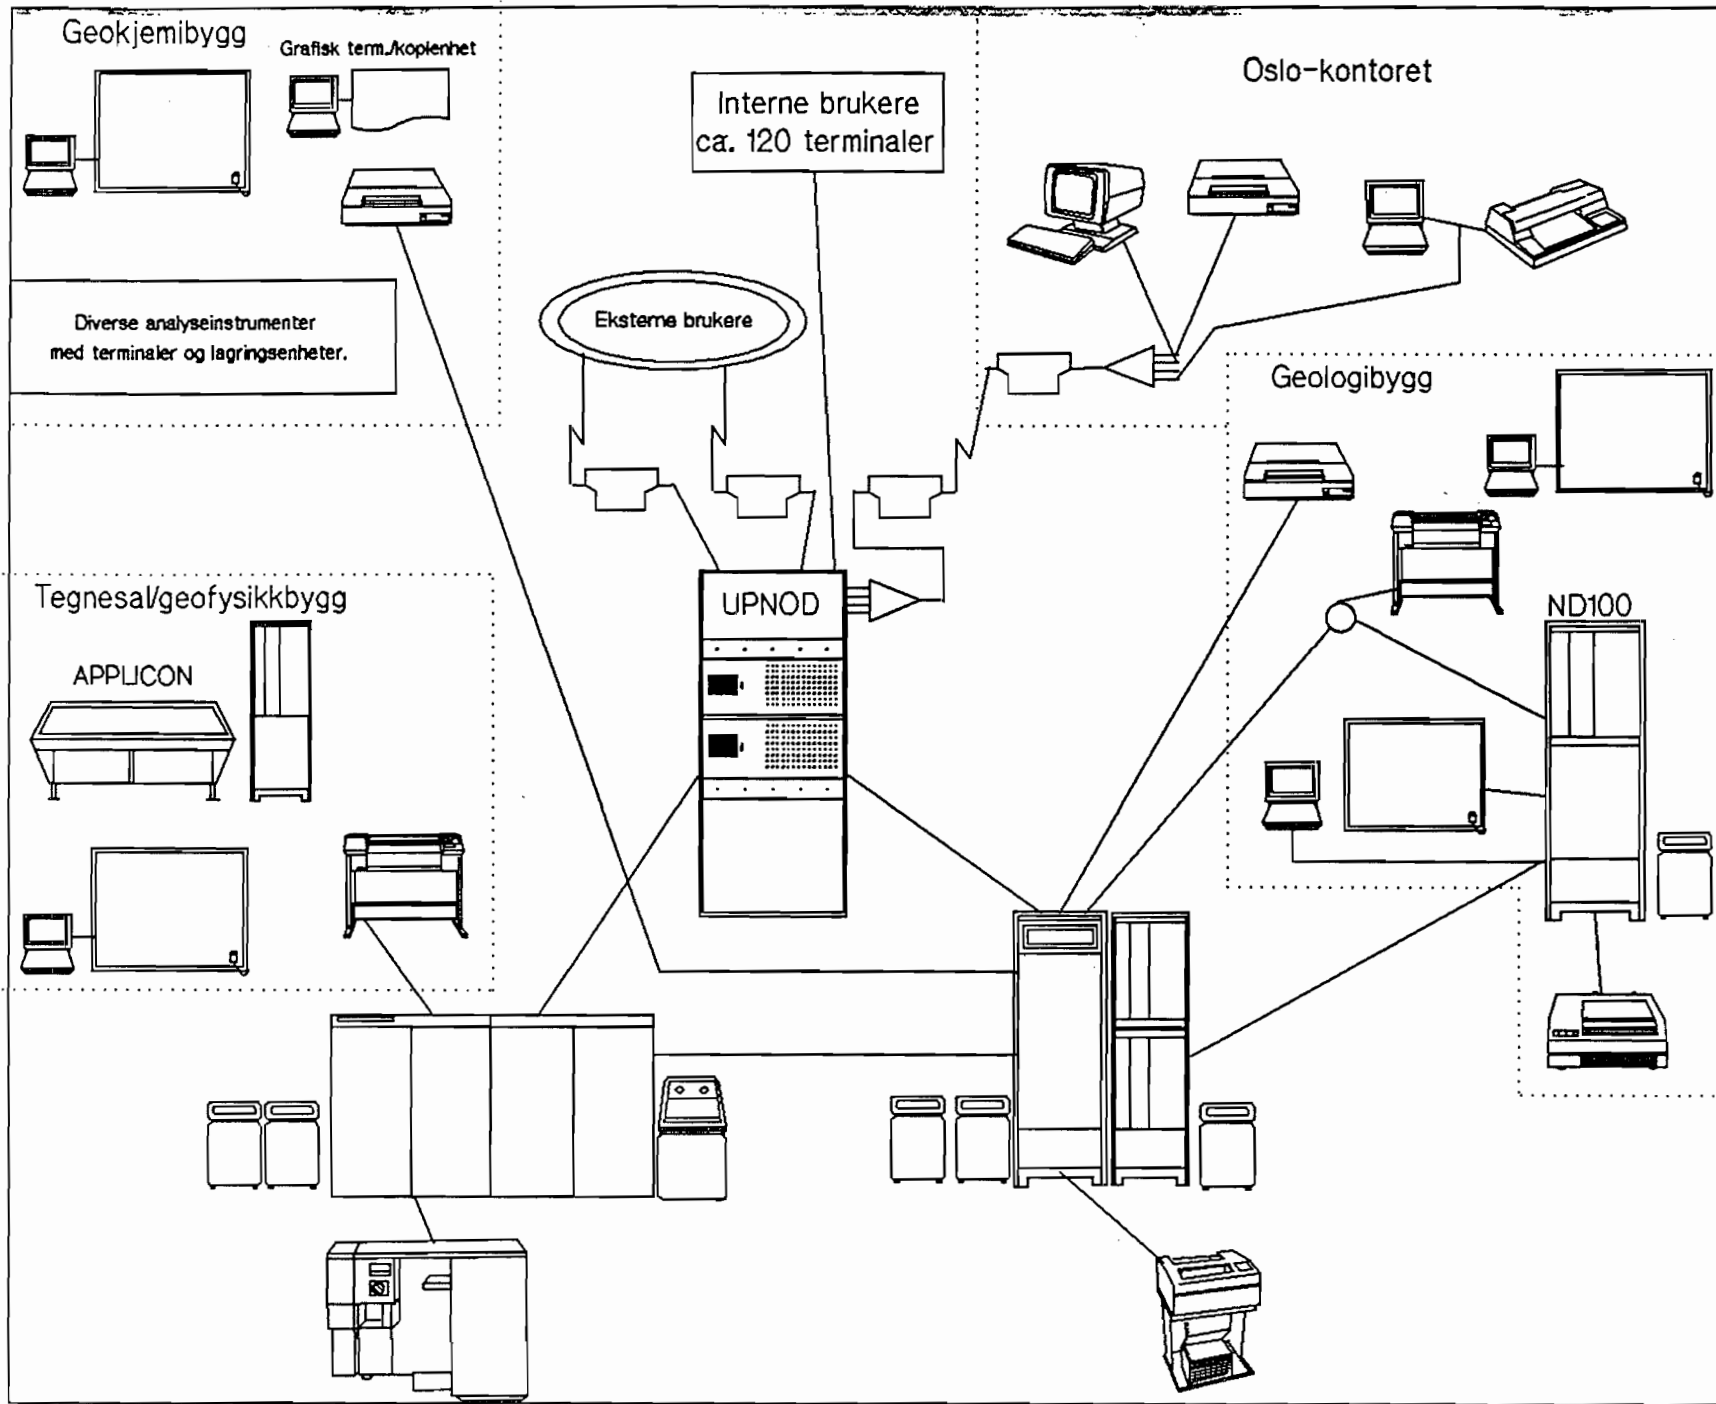 Geokjemibygg
Grafisk term./kopienhet
Interne brukere
ca. 120 terminaler
Oslo-kontoret
Diverse analyseinstrumenter
med terminaler og lagringsenheter.
Eksterne brukere
Geologibygg
Tegnesal/geofysikkbygg
UPNOD
ND100
APPLICON